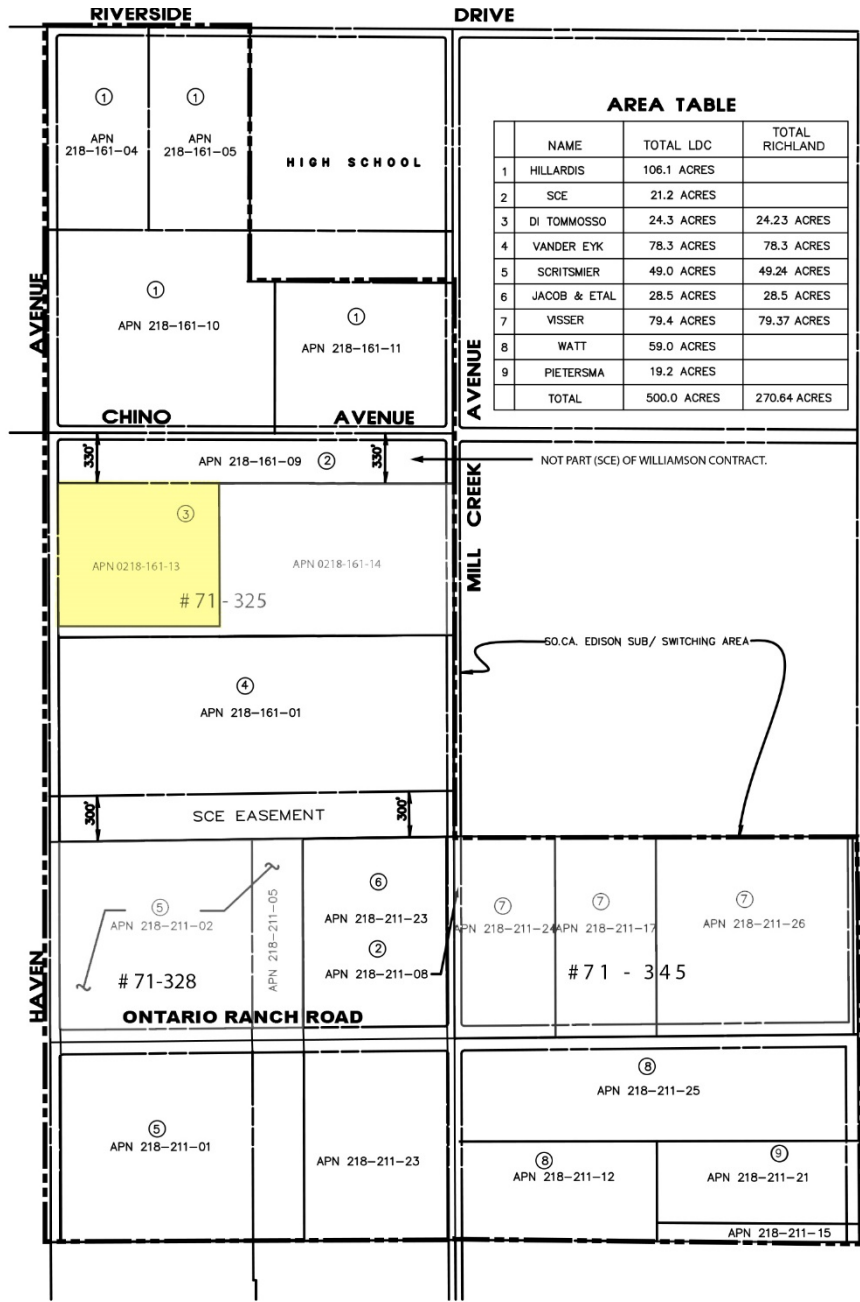 RIVERSIDE DRIVE
AREA TABLE
NAME TOTAL LDC TOTAL RICHLAND
1 HILLARDIS 106.1 ACRES
2 SCE 21.2 ACRES
3 DI TOMMOSSO 24.3 ACRES 24.23 ACRES
4 VANDER EYK 78.3 ACRES 78.3 ACRES
5 SCRITSMIER 49.0 ACRES 49.24 ACRES
6 JACOB & ETAL 28.5 ACRES 28.5 ACRES
7 VISSER 79.4 ACRES 79.37 ACRES
8 WATT 59.0 ACRES
9 PIETERSMA 19.2 ACRES
TOTAL 500.0 ACRES 270.64 ACRES
1
APN
218-161-04
1
APN
218-161-05
HIGH SCHOOL
AVENUE
1
APN 218-161-10
1
APN 218-161-11
AVENUE
CHINO AVENUE
330'
APN 218-161-09 2
330'
NOT PART (SCE) OF WILLIAMSON CONTRACT.
MILL CREEK
3
APN 0218-161-13
APN 0218-161-14
# 71 - 325
SO.CA. EDISON SUB/ SWITCHING AREA
4
APN 218-161-01
300'
SCE EASEMENT
300'
5
APN 218-211-02
APN 218-211-05
6
APN 218-211-23
2
APN 218-211-08
7
APN 218-211-24
7
APN 218-211-17
7
APN 218-211-26
# 71-328
#71 - 345
HAVEN
ONTARIO RANCH ROAD
5
APN 218-211-01
APN 218-211-23
8
APN 218-211-25
8
APN 218-211-12
9
APN 218-211-21
APN 218-211-15